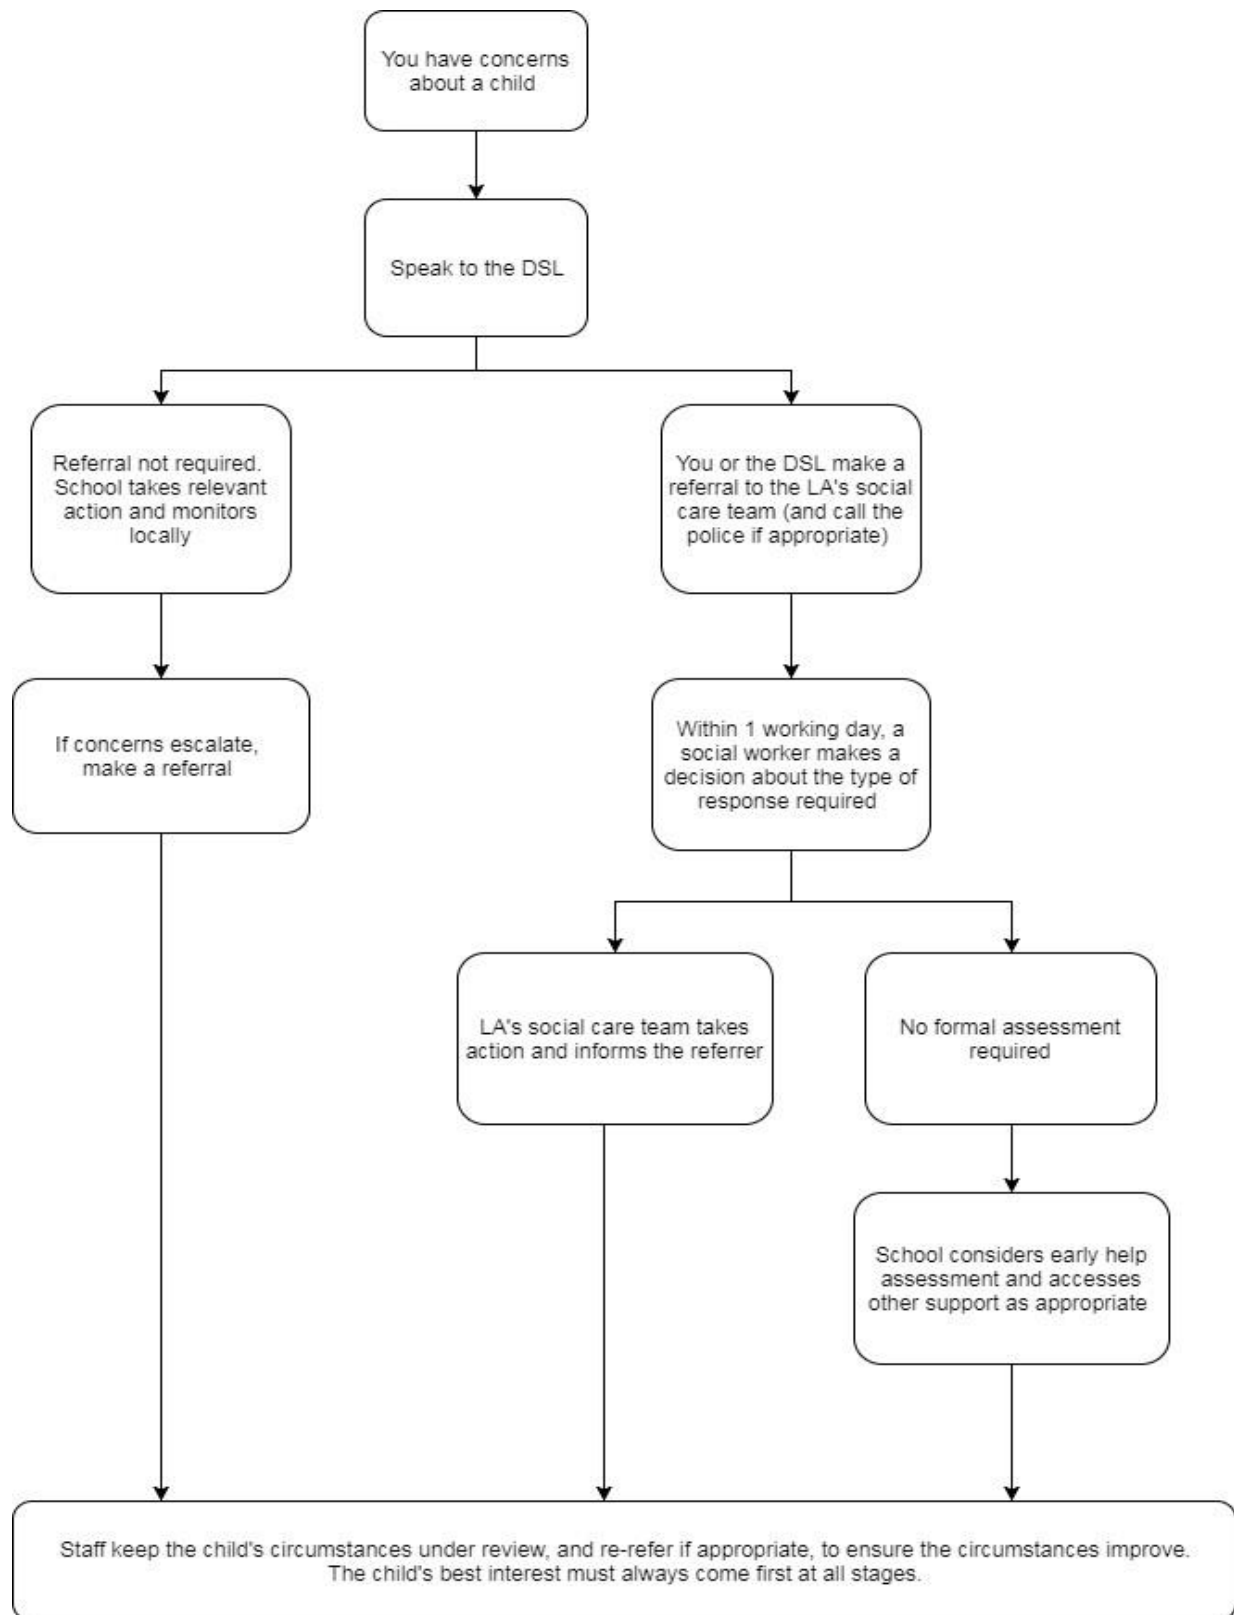 You have concerns
about a child
Speak to the DSL
Referral not required.
School takes relevant
action and monitors
locally
You or the DSL make a
referral to the LA's social
care team (and call the
police if appropriate)
If concerns escalate,
make a referral
Within 1 working day, a
social worker makes a
decision about the type of
response required
LA's social care team takes
action and informs the referrer
No formal assessment
required
School considers early help
assessment and accesses
other support as appropriate
Staff keep the child's circumstances under review, and re-refer if appropriate, to ensure the circumstances improve.
The child's best interest must always come first at all stages.